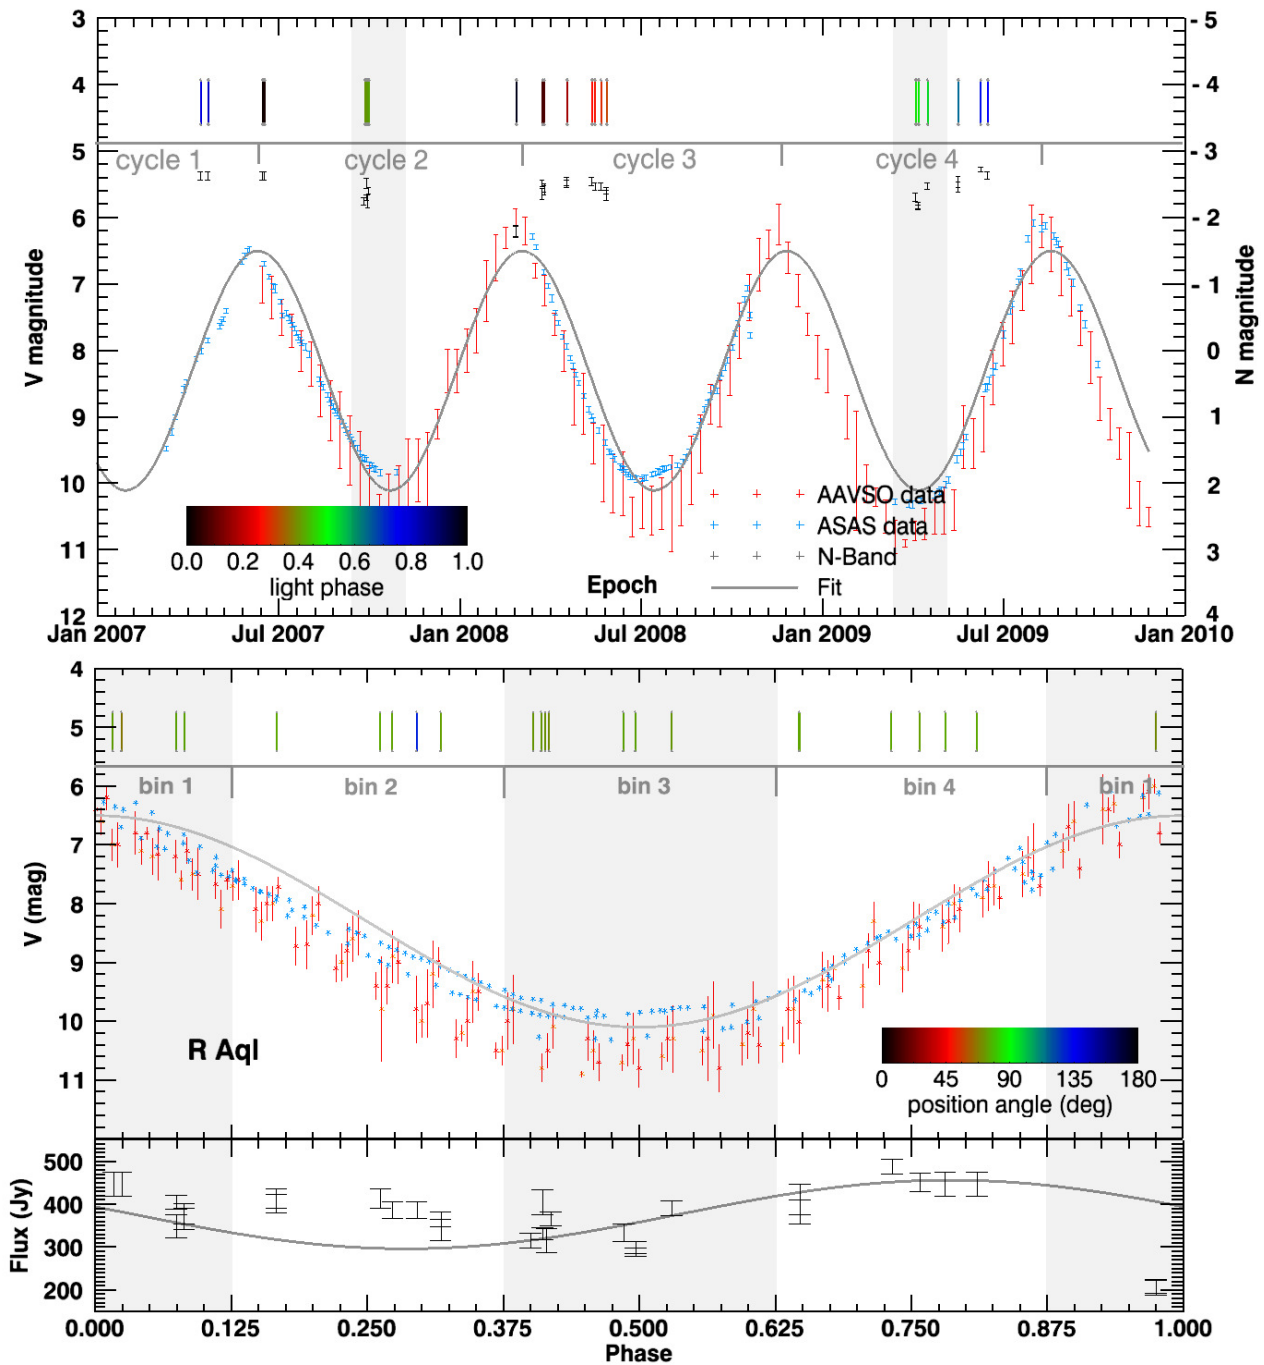 3
4
5
6
7
8
9
10
11
12
V magnitude
- 5
- 4
- 3
- 2
- 1
0
1
2
3
4
N magnitude
cycle 1
cycle 2
cycle 3
cycle 4
AAVSO data
ASAS data
N-Band
Fit
0.0 0.2 0.4 0.6 0.8 1.0
light phase
Epoch
Jan 2007 Jul 2007 Jan 2008 Jul 2008 Jan 2009 Jul 2009 Jan 2010
4
5
6
7
8
9
10
11
V (mag)
bin 1 bin 2 bin 3 bin 4 bin 1
R Aql
0 45 90 135 180
position angle (deg)
500
400
300
200
Flux (Jy)
0.000 0.125 0.250 0.375 0.500 0.625 0.750 0.875 1.000
Phase